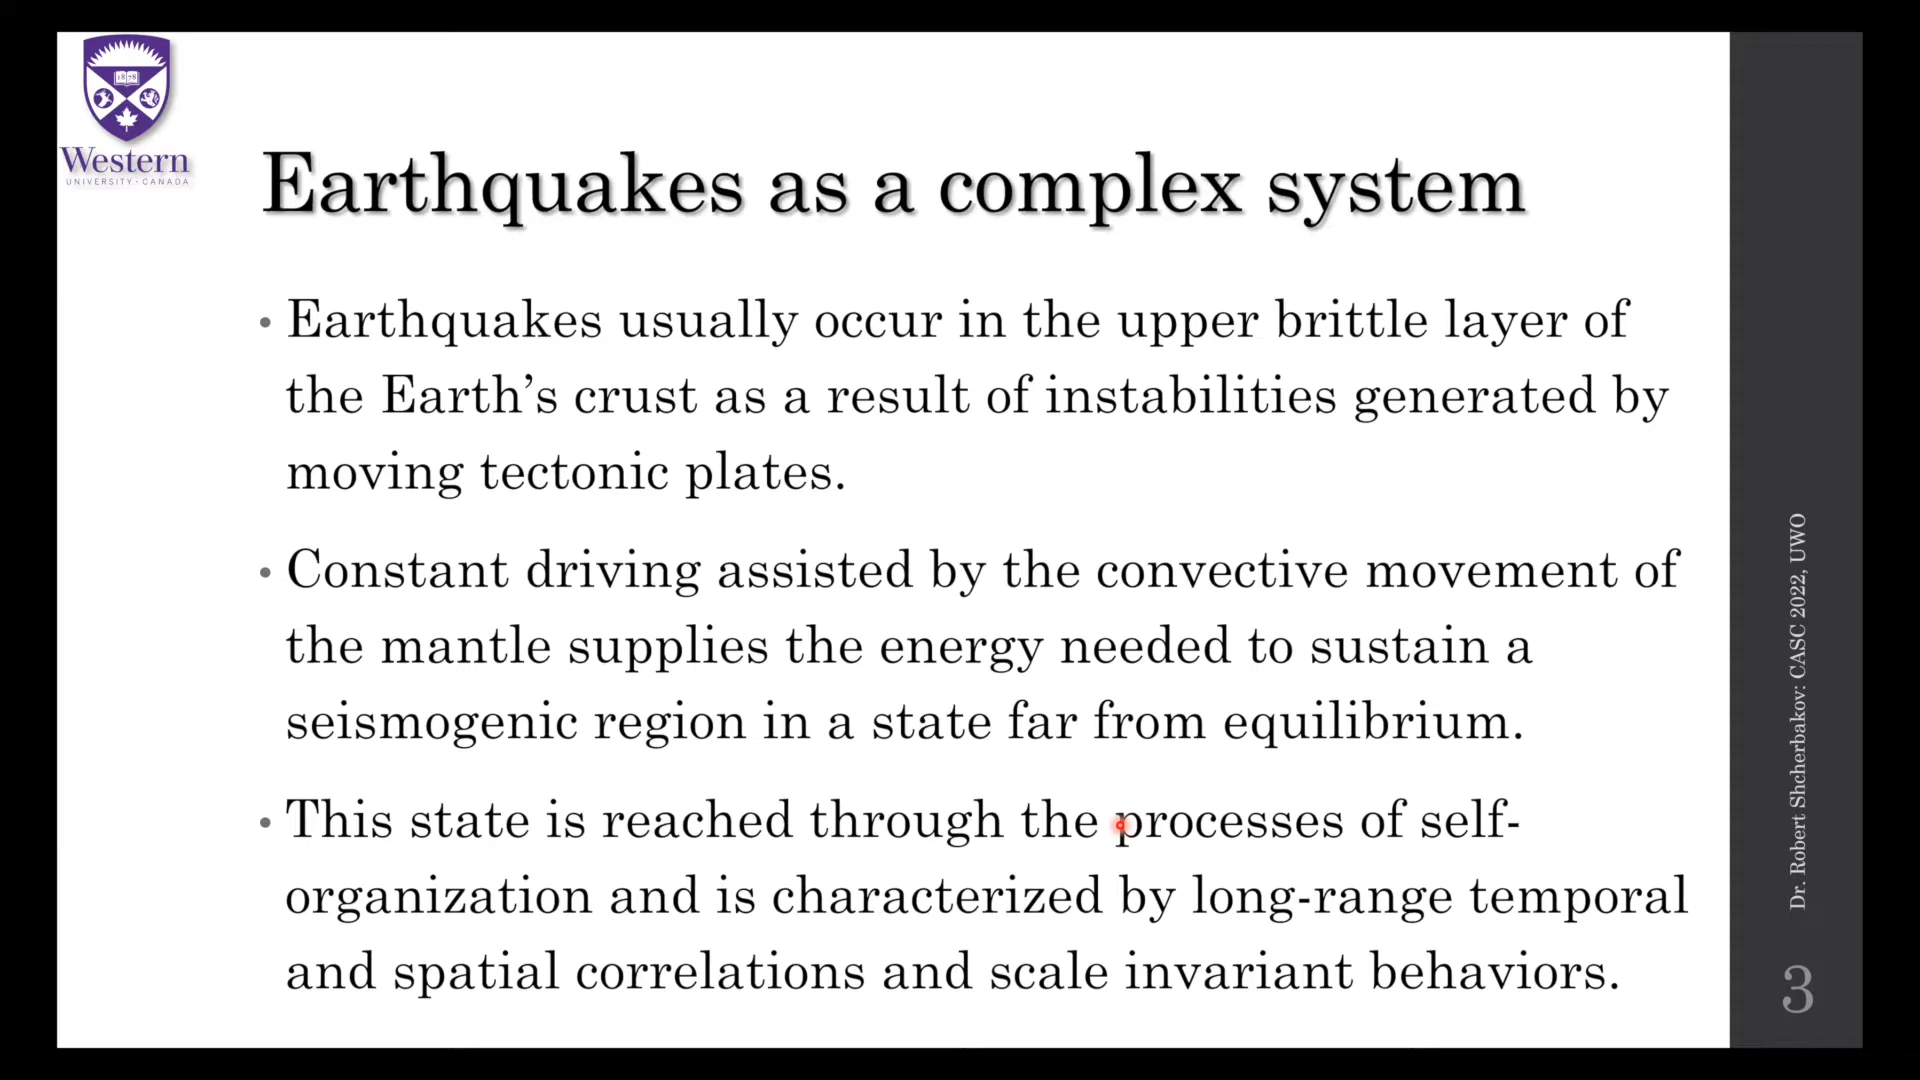 1878
Western
UNIVERSITY · CANADA
Earthquakes as a complex system
• Earthquakes usually occur in the upper brittle layer of
the Earth’s crust as a result of instabilities generated by
moving tectonic plates.
• Constant driving assisted by the convective movement of
the mantle supplies the energy needed to sustain a
seismogenic region in a state far from equilibrium.
• This state is reached through the processes of self-
organization and is characterized by long-range temporal
and spatial correlations and scale invariant behaviors.
Dr. Robert Shcherbakov: CASC 2022, UWO
3